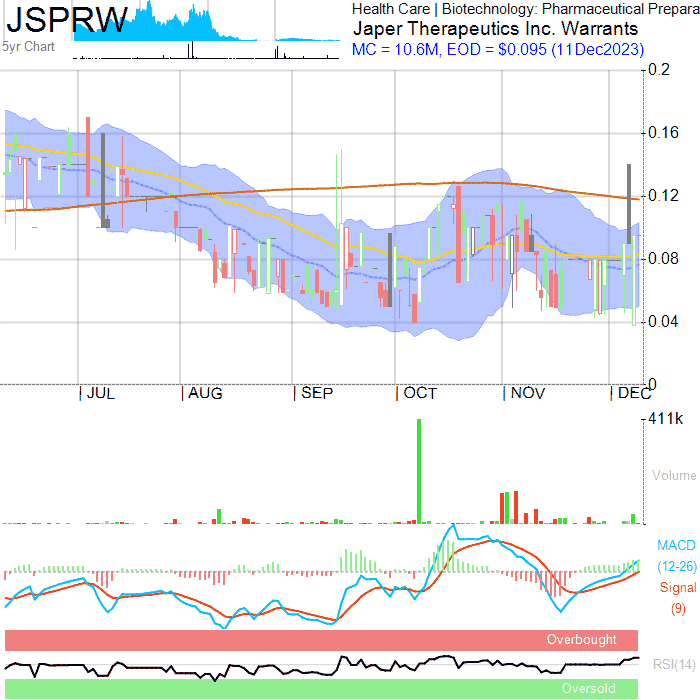 JSPRW
5yr Chart
Health Care | Biotechnology: Pharmaceutical Prepara
Japer Therapeutics Inc. Warrants
MC = 10.6M, EOD = $0.095 (11Dec2023)
0.2
0.16
0.12
0.08
0.04
0
| JUL | AUG | SEP | OCT | NOV | DEC
411k
Volume
MACD
(12-26)
Signal
(9)
Overbought
RSI(14)
Oversold